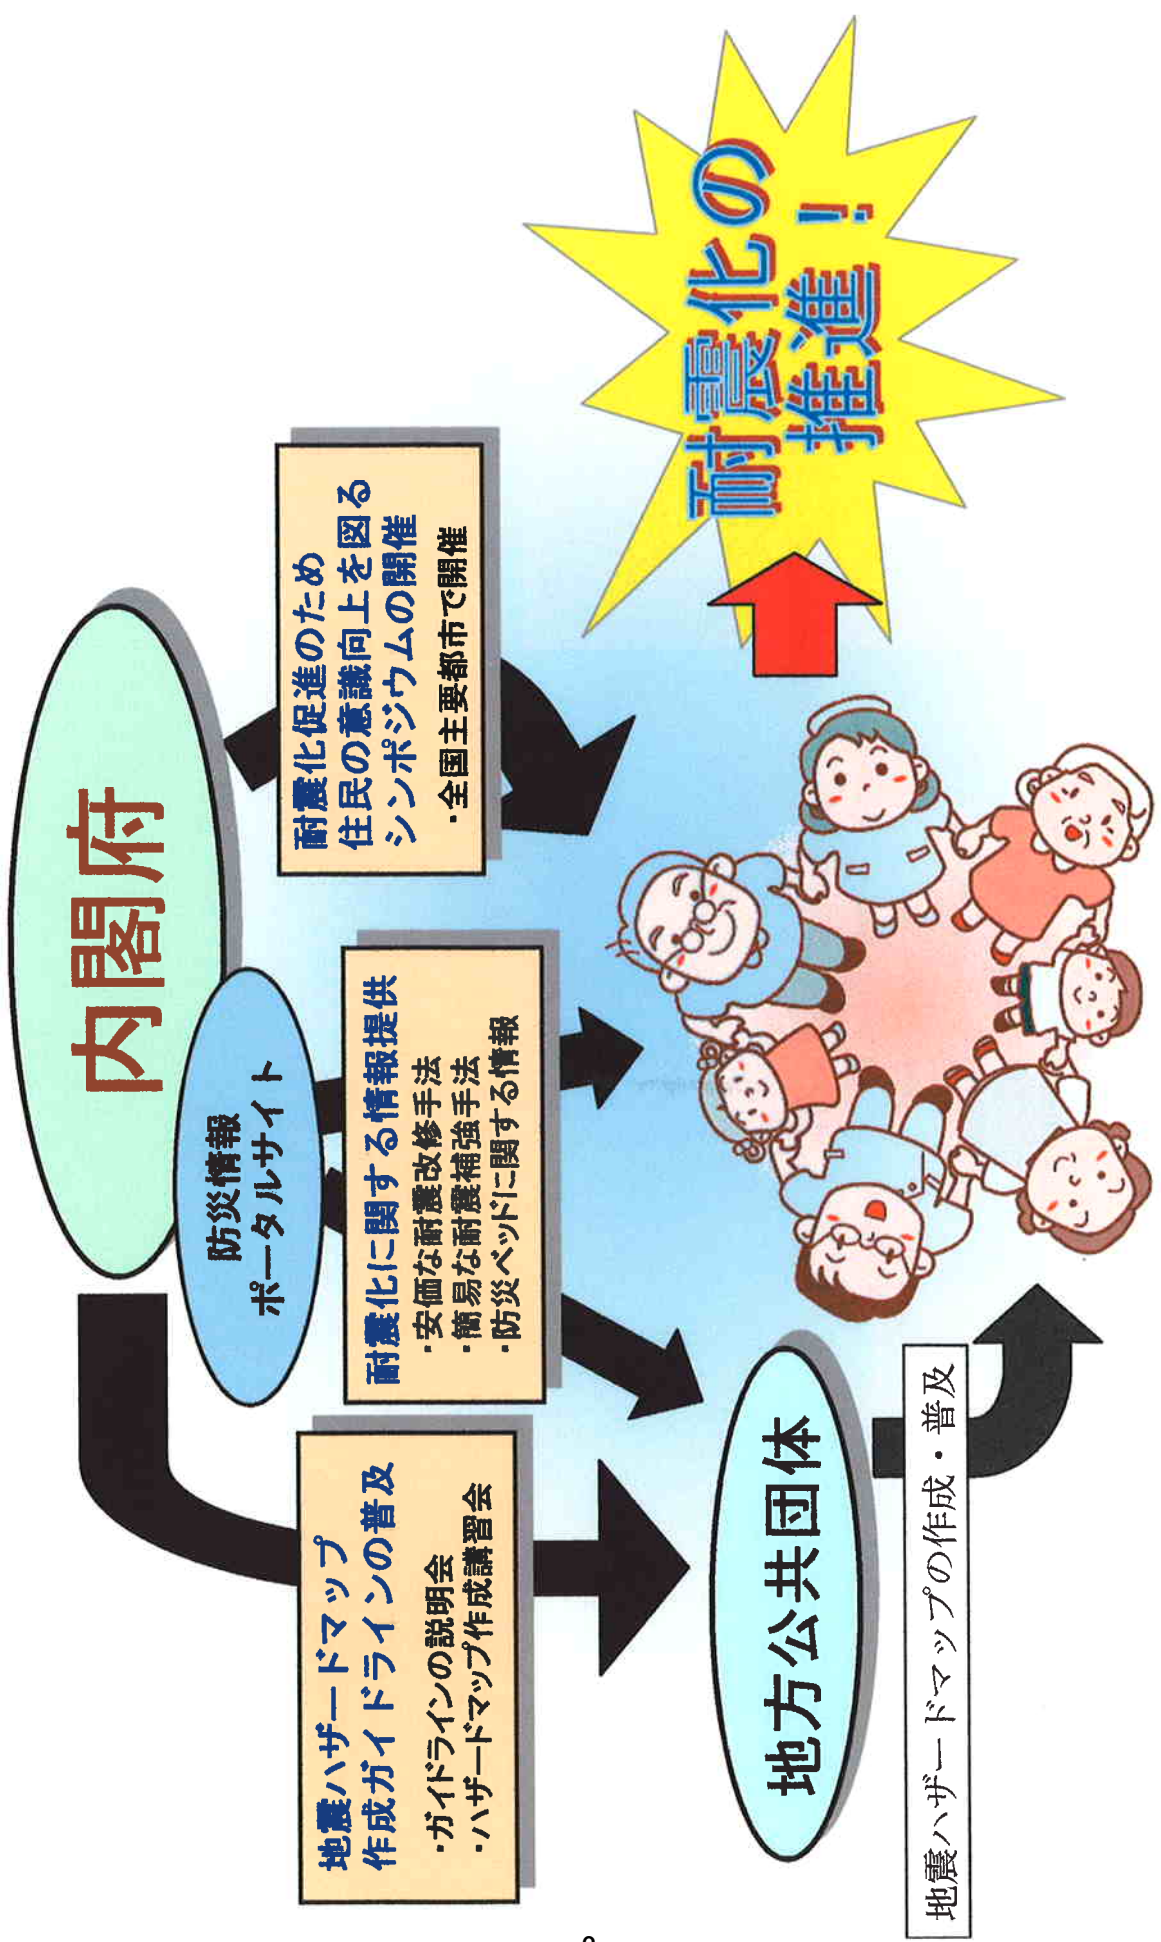 内閣府
防災情報
ポータルサイト
地震ハザードマップ
作成ガイドラインの普及
・ガイドラインの説明会
・ハザードマップ作成講習会
耐震化に関する情報提供
・安価な耐震改修手法
・簡易な耐震補強手法
・防災ベッドに関する情報
耐震化促進のため
住民の意識向上を図る
シンポジウムの開催
・全国主要都市で開催
地方公共団体
地震ハザードマップの作成・普及
耐震化の
推進!